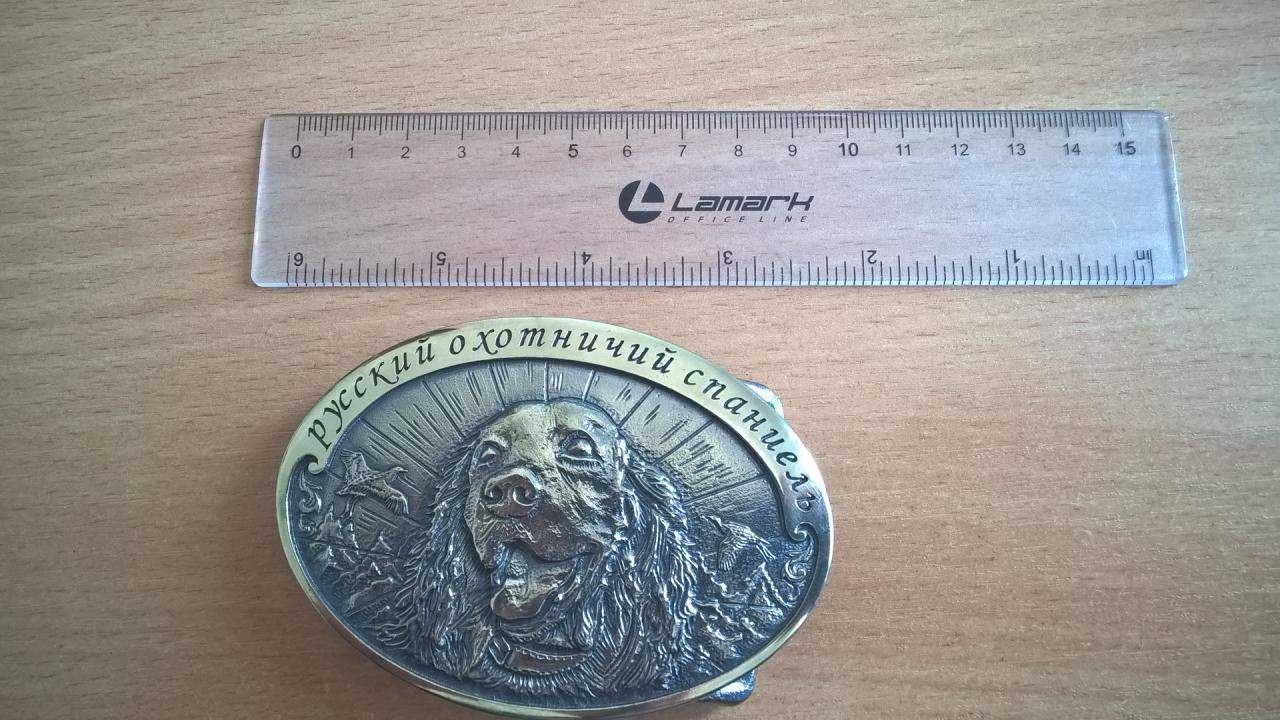 0 1 2 3 4 5 6 7 8 9 10 11 12 13 14 15
Lamark
OFFICE LINE
6 5 4 3 2 1 in
русский охотничий спаниель